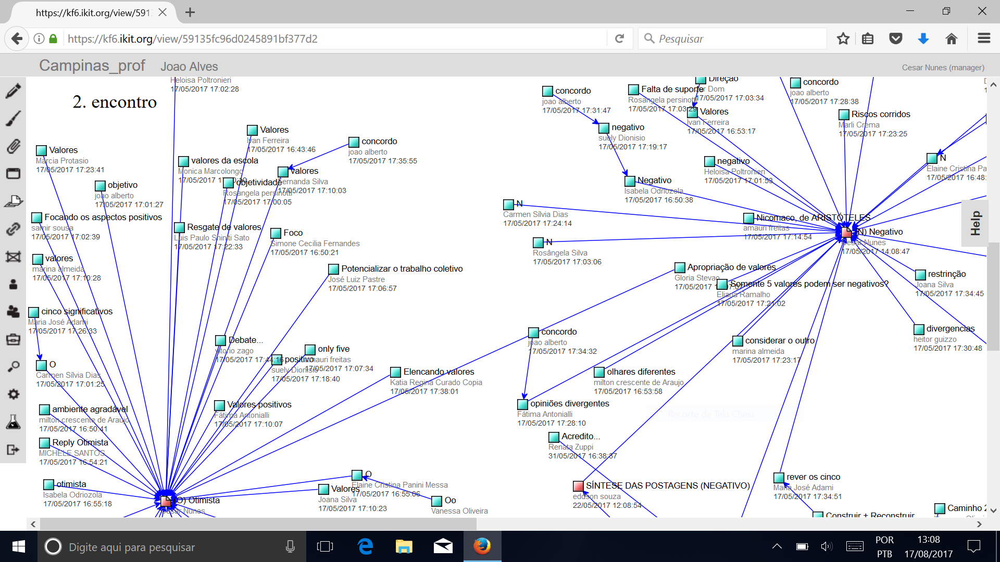 https://kf6.ikit.org/view/591
https://kf6.ikit.org/view/59135fc96d0245891bf377d2
Pesquisar
Campinas_prof
Joao Alves
Cesar Nunes (manager)
2. encontro
Heloisa Poltronieri
17/05/2017 17:02:28
concordo
joao alberto
17/05/2017 17:31:47
Falta de suporte
Rosangela persinotti
Direção
17/05/2017 17:03:34
concordo
joao alberto
17/05/2017 17:28:38
Valores
Ivan Ferreira
17/05/2017 16:53:17
Riscos corridos
Marli Crema
17/05/2017 17:23:25
negativo
suely Dionisio
17/05/2017 17:19:17
Valores
Ivan Ferreira
17/05/2017 16:43:46
concordo
joao alberto
17/05/2017 17:35:55
Valores
Marcia Protasio
17/05/2017 17:23:41
valores da escola
Monica Marcolongo
valores
Fernanda Silva
17/05/2017 17:10:03
objetividade
Rosangela persinotti
17/05/2017 17:00:05
objetivo
joao alberto
17/05/2017 17:01:27
negativo
Heloisa Poltronieri
17/05/2017 17:01:53
N
Elaine Cristina Pa
17/05/2017 16:48:
Negativo
Isabela Odriozola
17/05/2017 16:50:38
N
Carmen Sílvia Dias
17/05/2017 17:24:14
Focando os aspectos positivos
samir sousa
17/05/2017 17:02:39
Resgate de valores
Luis Paulo Shiniti Sato
17/05/2017 17:22:33
Foco
Simone Cecilia Fernandes
17/05/2017 16:50:21
Nicomaco, de ARISTÓTELES
amauri freitas
17/05/2017 17:14:54
(N) Negativo
Cesar Nunes
17/05/2017 14:08:47
Help
N
Rosângela Silva
17/05/2017 17:03:06
valores
marina almeida
17/05/2017 17:10:28
Potencializar o trabalho coletivo
José Luiz Pastre
17/05/2017 17:06:57
Apropriação de valores
Gloria Stevao
Somente 5 valores podem ser negativos?
Eliana Ramalho
17/05/2017 17:21:02
restrinção
Joana Silva
17/05/2017 17:34:45
cinco significativos
Maria José Adami
17/05/2017 17:26:33
concordo
joao alberto
17/05/2017 17:34:32
divergencias
heitor guizzo
17/05/2017 17:30:48
Debate...
vitorio zago
17/05/2017 17:44:16
only five
amauri freitas
17/05/2017 17:07:34
positivo
suely Dionisio
17/05/2017 17:18:40
considerar o outro
marina almeida
17/05/2017 17:23:17
O
Carmen Sílvia Dias
17/05/2017 17:01:25
Elencando valores
Katia Regina Curado Copia
17/05/2017 17:38:01
olhares diferentes
milton crescente de Araujo
17/05/2017 16:53:58
ambiente agradável
milton crescente de Araujo
17/05/2017 16:50:41
Valores positivos
Fátima Antonialli
17/05/2017 17:10:07
opiniões divergentes
Fátima Antonialli
17/05/2017 17:28:10
Recorte de Tela Cheia
Reply Otimista
MICHELE SANTOS
17/05/2017 16:54:21
Acredito...
Renata Zuppi
31/05/2017 16:38:37
otimista
Isabela Odriozola
17/05/2017 16:55:18
O
Elaine Cristina Panini Messa
17/05/2017 16:55:06
Valores
Joana Silva
17/05/2017 17:10:23
Oo
Vanessa Oliveira
SÍNTESE DAS POSTAGENS (NEGATIVO)
eddson souza
22/05/2017 12:08:54
rever os cinco
Maria José Adami
17/05/2017 17:34:51
(O) Otimista
Cesar Nunes
Construir + Reconstruir
Caminho 2
Digite aqui para pesquisar
POR
PTB
13:08
17/08/2017